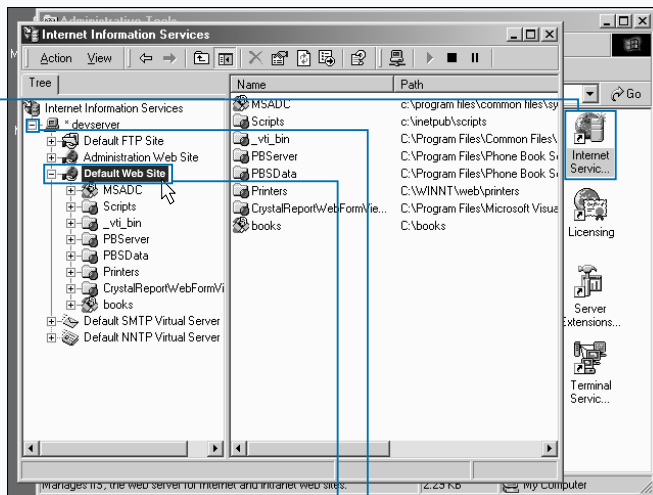 Administrative Tools
Internet Information Services
Action View
Tree
Name Path
Internet Information Services
* devserver
Default FTP Site
Administration Web Site
Default Web Site
MSADC
Scripts
_vti_bin
PBServer
PBSData
Printers
CrystalReportWebFormVi
books
Default SMTP Virtual Server
Default NNTP Virtual Server
MSADC c:\program files\common files\sy
Scripts c:\inetpub\scripts
_vti_bin C:\Program Files\Common Files\
PBServer C:\Program Files\Phone Book Se
PBSData C:\Program Files\Phone Book Se
Printers C:\WINNT\web\printers
CrystalReportWebFormVie... C:\Program Files\Microsoft Visua
books C:\books
Go
Internet
Servic...
Licensing
Server
Extensions...
Terminal
Servic...
Manages IIS, the web server for Internet and intranet web sites. 2.29 KB My Computer